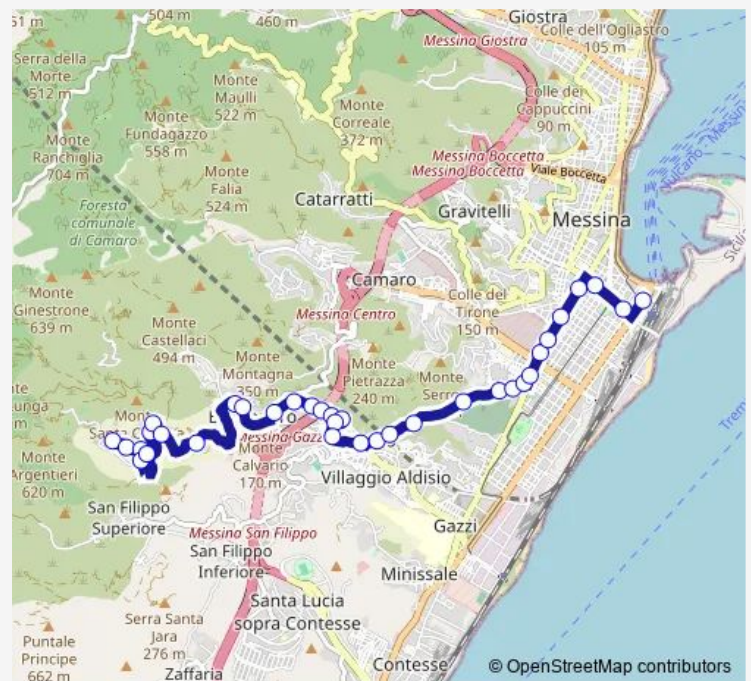 504 m
460 m
Giostra
Messina Giostra
Colle dell'Ogliastro
105 m
Serra della
Morte
512 m
Monte
Maulli
522 m
Monte
Fundagazzo
558 m
Monte
Correale
372 m
Colle dei
Cappuccini
90 m
Monte
Ranchiglia
704 m
Messina Boccetta
Messina Boccetta
Viale Boccetta
Monte
Falia
524 m
Foresta
comunale
di Camaro
Catarratti
Gravitelli
Messina
Camaro
Monte
Ginestrone
639 m
Monte
Castellaci
494 m
Messina Centro
Colle del
Tirone
150 m
Monte
Montagna
350 m
Monte
Pietrazza
240 m
Monte
Monte
Argentieri
620 m
Monte
Calvario
170 m
Villaggio Aldisio
San Filippo
Superiore
Gazzi
Messina San Filippo
San Filippo
Inferiore
Minissale
Santa Lucia
sopra Contesse
Serra Santa
Jara
276 m
Puntale
Principe
662 m
Zaffaria
Contesse
© OpenStreetMap contributors